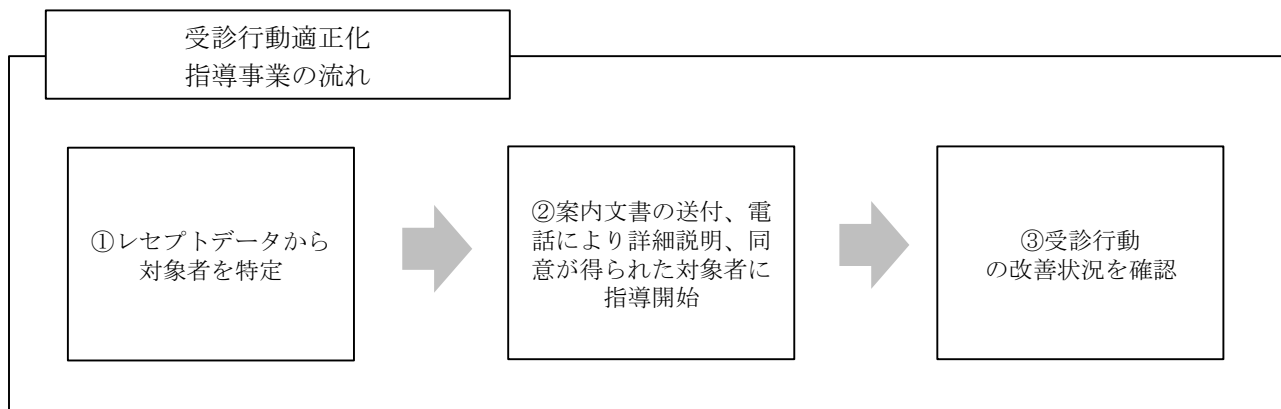 受診行動適正化
指導事業の流れ
①レセプトデータから
対象者を特定
②案内文書の送付、電
話により詳細説明、同
意が得られた対象者に
指導開始
③受診行動
の改善状況を確認